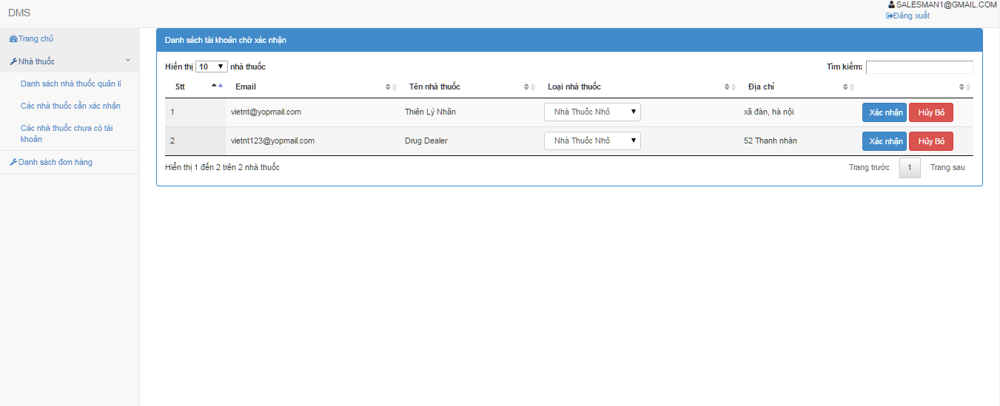 DMS
SALESMAN1@GMAIL.COM
Đăng xuất
Trang chủ
Nhà thuốc
Danh sách nhà thuốc quản lí
Các nhà thuốc cần xác nhận
Các nhà thuốc chưa có tài
khoản
Danh sách đơn hàng
Danh sách tài khoản chờ xác nhận
Hiển thị 10 nhà thuốc
Tìm kiếm:
Stt Email Tên nhà thuốc Loại nhà thuốc Địa chỉ
1 vietnt@yopmail.com Thiên Lý Nhãn Nhà Thuốc Nhỏ xã đàn, hà nội Xác nhận Hủy Bỏ
2 vietnt123@yopmail.com Drug Dealer Nhà Thuốc Nhỏ 52 Thanh nhàn Xác nhận Hủy Bỏ
Hiển thị 1 đến 2 trên 2 nhà thuốc
Trang trước 1 Trang sau